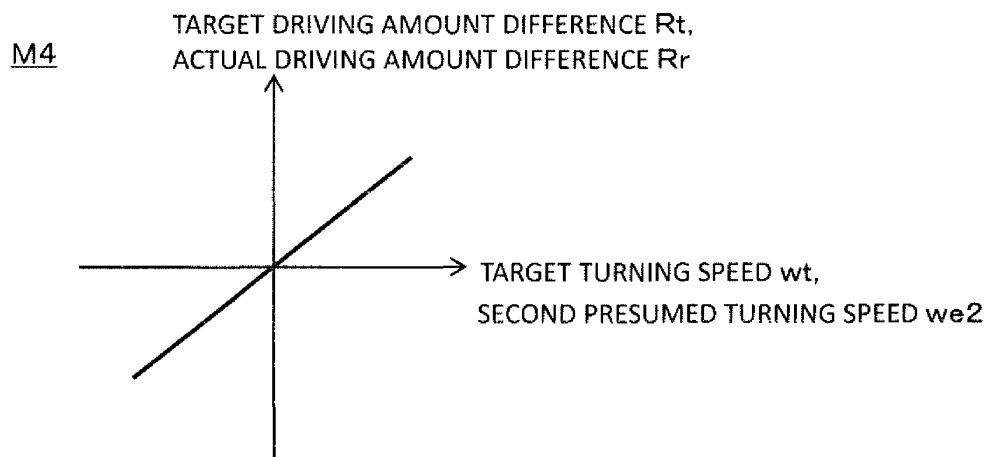 TARGET DRIVING AMOUNT DIFFERENCE Rt,
M4
ACTUAL DRIVING AMOUNT DIFFERENCE Rr
TARGET TURNING SPEED wt,
SECOND PRESUMED TURNING SPEED we2